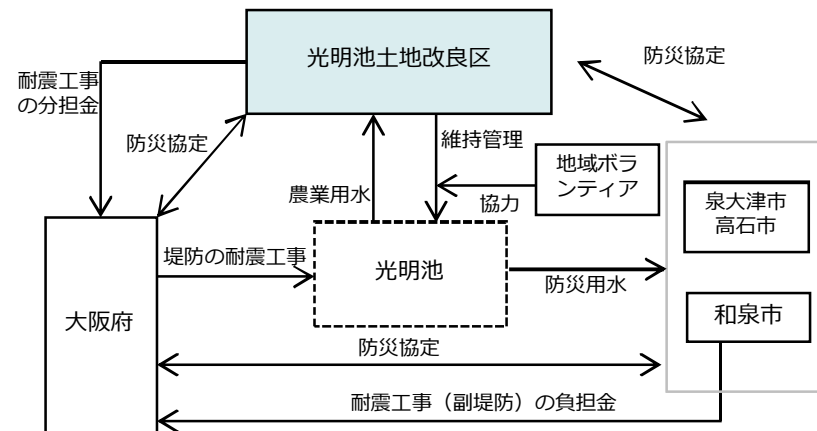 光明池土地改良区
防災協定
耐震工事
の分担金
防災協定
維持管理
地域ボラ
ンティア
農業用水
協力
泉大津市
高石市
堤防の耐震工事
光明池
防災用水
大阪府
和泉市
防災協定
耐震工事（副堤防）の負担金